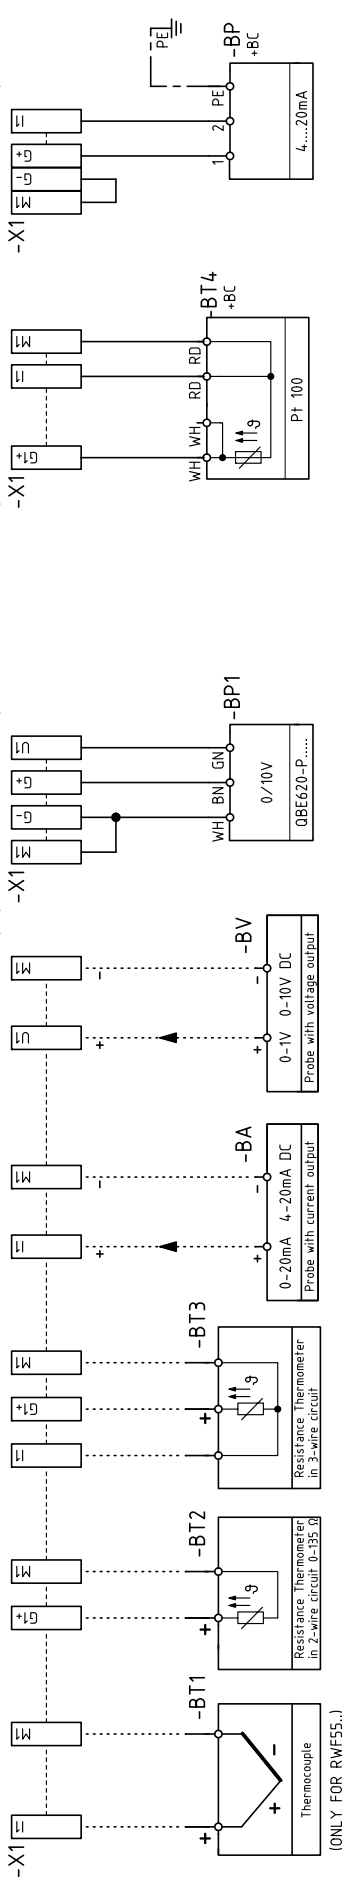 -X1
I1
M1
-BT1
+
+
-
Thermocouple
(ONLY FOR RWF55..)
G1+
M1
-BT2
+
ϑ
Resistance Thermometer
in 2-wire circuit 0-135 Ω
I1
G1+
M1
-BT3
+
ϑ
Resistance Thermometer
in 3-wire circuit
I1
M1
+
-
-BA
+
-
0-20mA 4-20mA DC
Probe with current output
U1
M1
+
-
-BV
+
-
0-1V 0-10V DC
Probe with voltage output
-X1
M1
G-
G+
U1
-BP1
WH
BN
GN
0/10V
QBE620-P.....
-X1
G1+
I1
M1
-BT4
+BC
WH
WH
RD
RD
ϑ
Pt 100
-X1
M1
G-
G+
I1
PE
-BP
+BC
1
2
PE
4....20mA